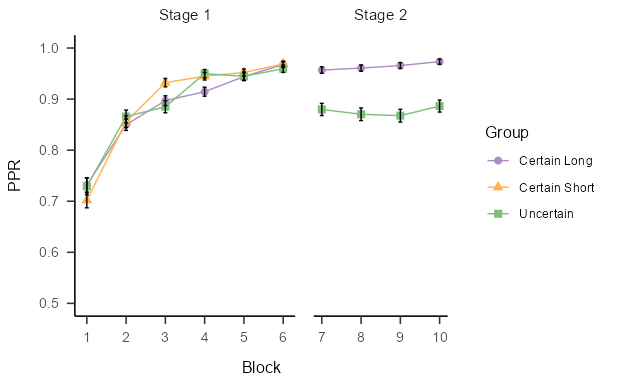 Stage 1
Stage 2
1.0
0.9
0.8
0.7
0.6
0.5
PPR
1 2 3 4 5 6
7 8 9 10
Block
Group
Certain Long
Certain Short
Uncertain